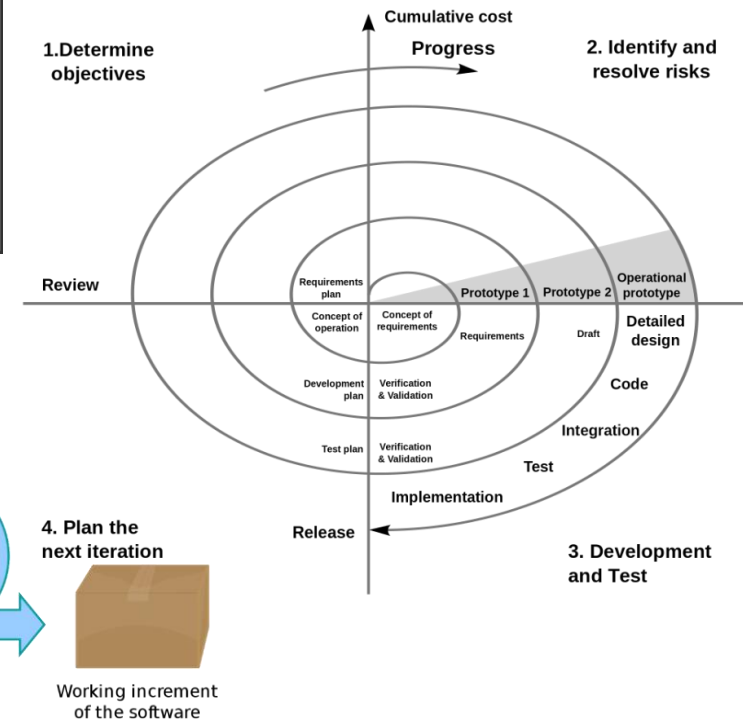 Cumulative cost
Progress
1.Determine
objectives
2. Identify and
resolve risks
Review
Requirements
plan
Prototype 1
Prototype 2
Operational
prototype
Concept of
operation
Concept of
requirements
Requirements
Draft
Detailed
design
Development
plan
Verification
& Validation
Code
Integration
Test plan
Verification
& Validation
Test
Implementation
Release
4. Plan the
next iteration
3. Development
and Test
Working increment
of the software